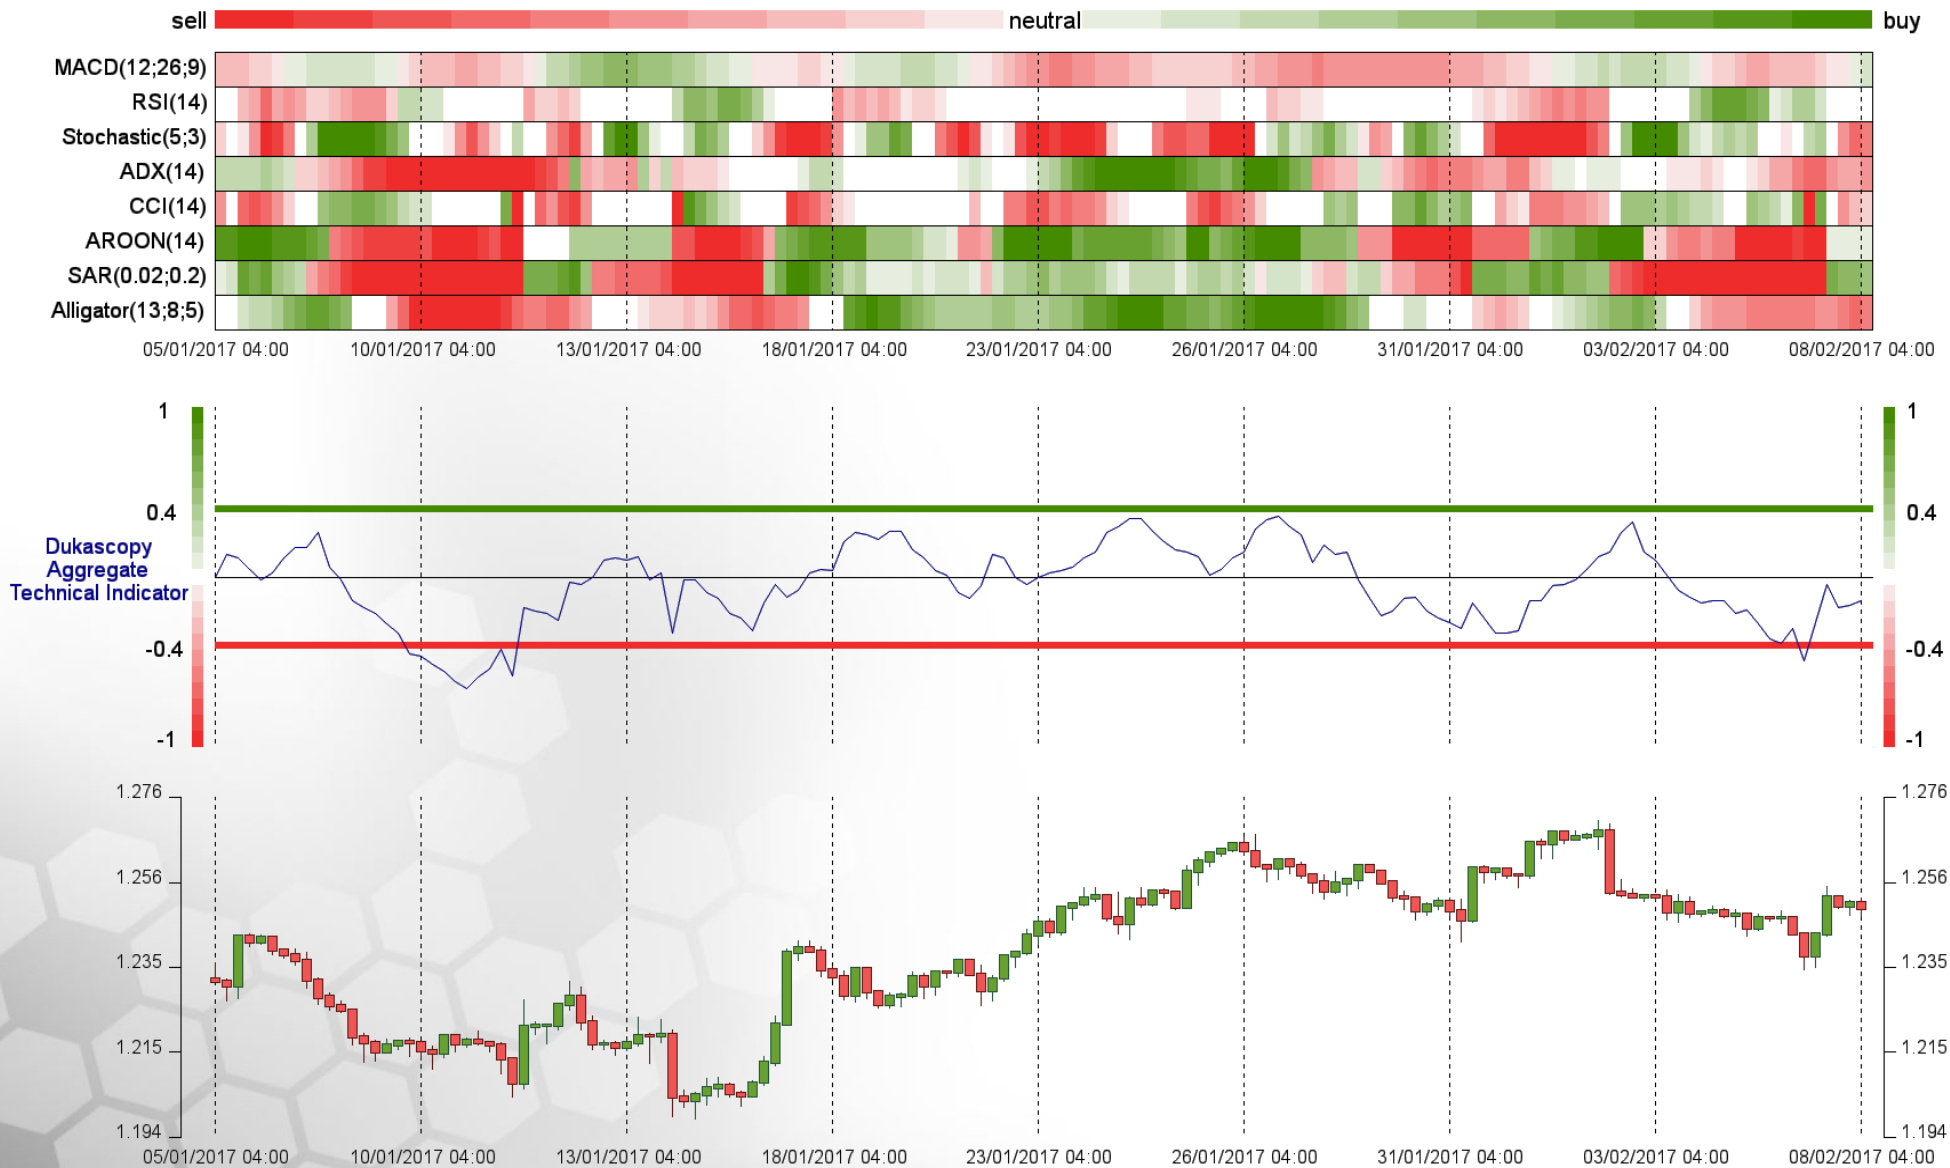 sell neutral buy
MACD(12;26;9)
RSI(14)
Stochastic(5;3)
ADX(14)
CCI(14)
AROON(14)
SAR(0.02;0.2)
Alligator(13;8;5)
05/01/2017 04:00 10/01/2017 04:00 13/01/2017 04:00 18/01/2017 04:00 23/01/2017 04:00 26/01/2017 04:00 31/01/2017 04:00 03/02/2017 04:00 08/02/2017 04:00
1 1
0.4 0.4
Dukascopy
Aggregate
Technical Indicator
-0.4 -0.4
-1 -1
1.276 1.276
1.256 1.256
1.235 1.235
1.215 1.215
1.194 1.194
05/01/2017 04:00 10/01/2017 04:00 13/01/2017 04:00 18/01/2017 04:00 23/01/2017 04:00 26/01/2017 04:00 31/01/2017 04:00 03/02/2017 04:00 08/02/2017 04:00